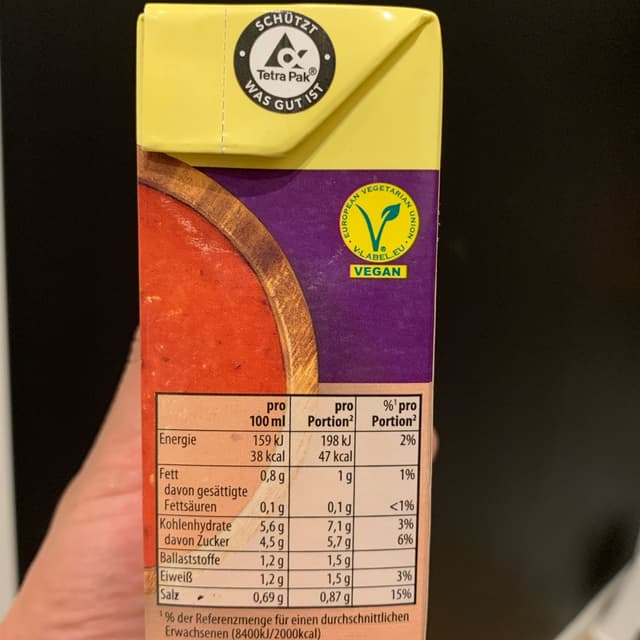 SCHÜTZT
Tetra Pak®
WAS GUT IST
EUROPEAN VEGETARIAN UNION
V-LABEL.EU
VEGAN
pro 100 ml pro Portion² %¹ pro Portion²
Energie 159 kJ 198 kJ 2%
38 kcal 47 kcal
Fett 0,8 g 1 g 1%
davon gesättigte
Fettsäuren 0,1 g 0,1 g <1%
Kohlenhydrate 5,6 g 7,1 g 3%
davon Zucker 4,5 g 5,7 g 6%
Ballaststoffe 1,2 g 1,5 g
Eiweiß 1,2 g 1,5 g 3%
Salz 0,69 g 0,87 g 15%
¹ % der Referenzmenge für einen durchschnittlichen
Erwachsenen (8400kJ/2000kcal)